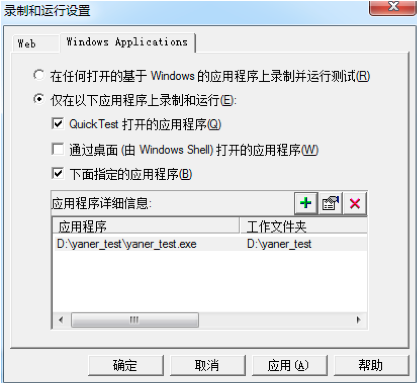 录制和运行设置
Web Windows Applications
在任何打开的基于 Windows 的应用程序上录制并运行测试(R)
仅在以下应用程序上录制和运行(E):
QuickTest 打开的应用程序(Q)
通过桌面 (由 Windows Shell) 打开的应用程序(W)
下面指定的应用程序(B)
应用程序详细信息:
应用程序 工作文件夹
D:\yaner_test\yaner_test.exe D:\yaner_test
确定 取消 应用(A) 帮助